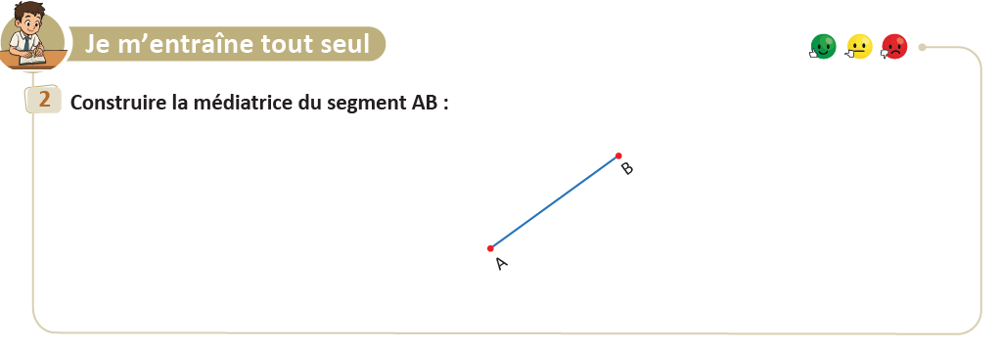 Je m’entraîne tout seul
2 Construire la médiatrice du segment AB :
B
A